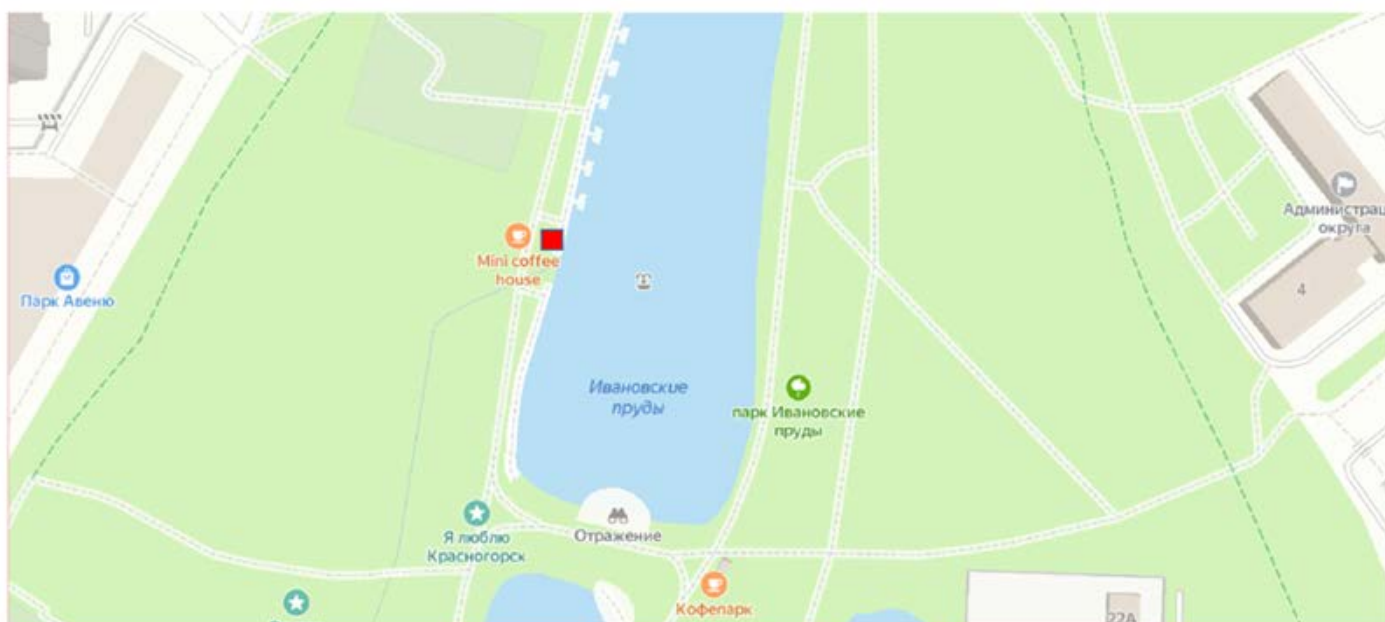 Администрац
округа
Mini coffee
house
Парк Авеню
4
Ивановские
пруды
парк Ивановские
пруды
Я люблю
Красногорск
Отражение
Кофепарк
22А